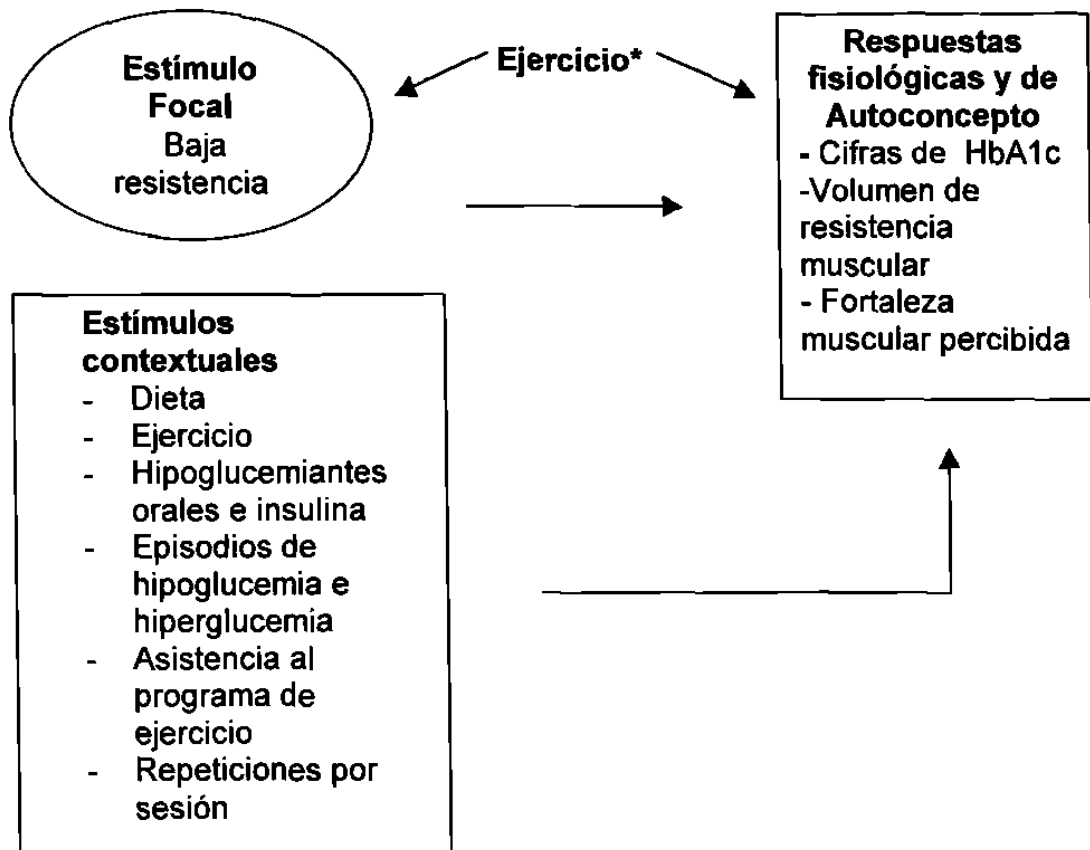 Estímulo
Focal
Baja
resistencia
Ejercicio*
Respuestas
fisiológicas y de
Autoconcepto
- Cifras de HbA1c
-Volumen de
resistencia
muscular
- Fortaleza
muscular percibida
Estímulos
contextuales
- Dieta
- Ejercicio
- Hipoglucemiantes
orales e insulina
- Episodios de
hipoglucemia e
hiperglucemia
- Asistencia al
programa de
ejercicio
- Repeticiones por
sesión